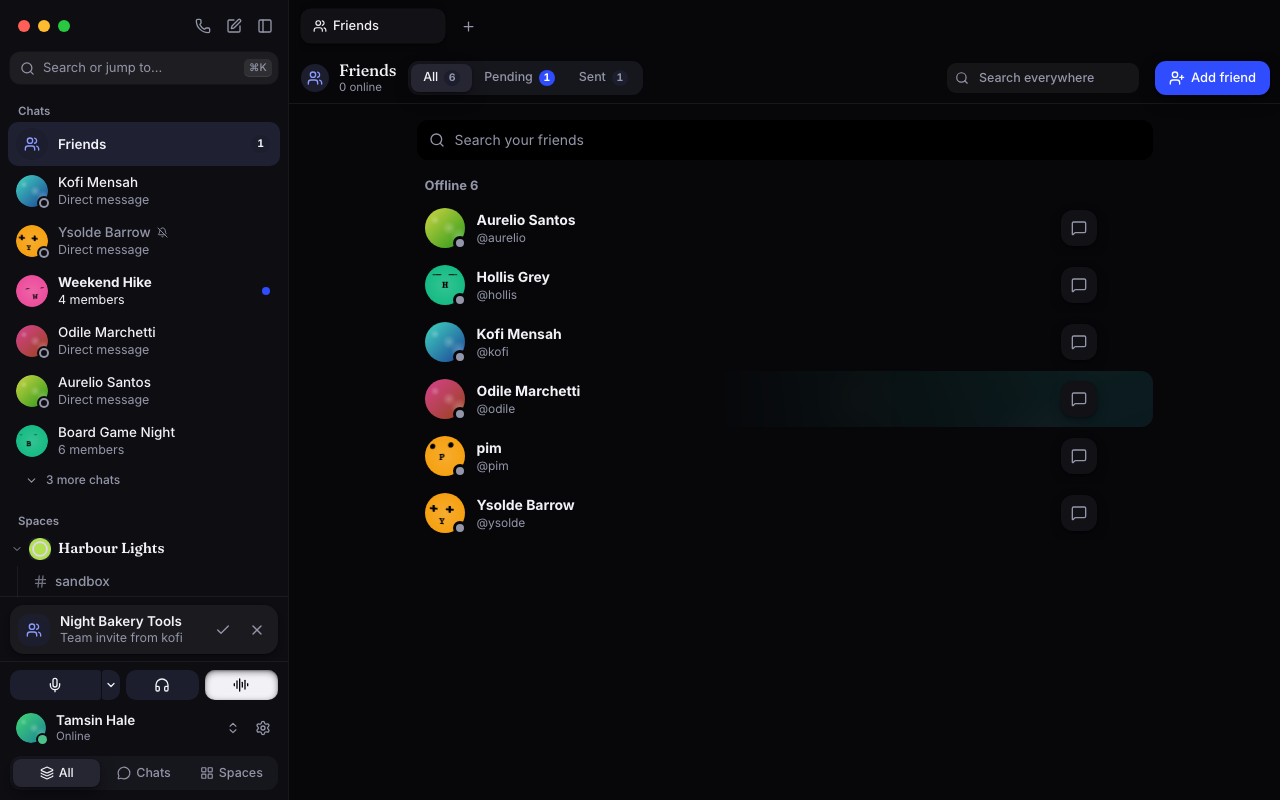 Search or jump to...
⌘K
Chats
Friends
1
Kofi Mensah
Direct message
Ysolde Barrow
Direct message
Weekend Hike
4 members
Odile Marchetti
Direct message
Aurelio Santos
Direct message
Board Game Night
6 members
3 more chats
Spaces
Harbour Lights
sandbox
Night Bakery Tools
Team invite from kofi
Tamsin Hale
Online
All
Chats
Spaces
Friends
Friends
0 online
All 6
Pending 1
Sent 1
Search everywhere
Add friend
Search your friends
Offline 6
Aurelio Santos
@aurelio
H
Hollis Grey
@hollis
Kofi Mensah
@kofi
Odile Marchetti
@odile
P
pim
@pim
Y
Ysolde Barrow
@ysolde